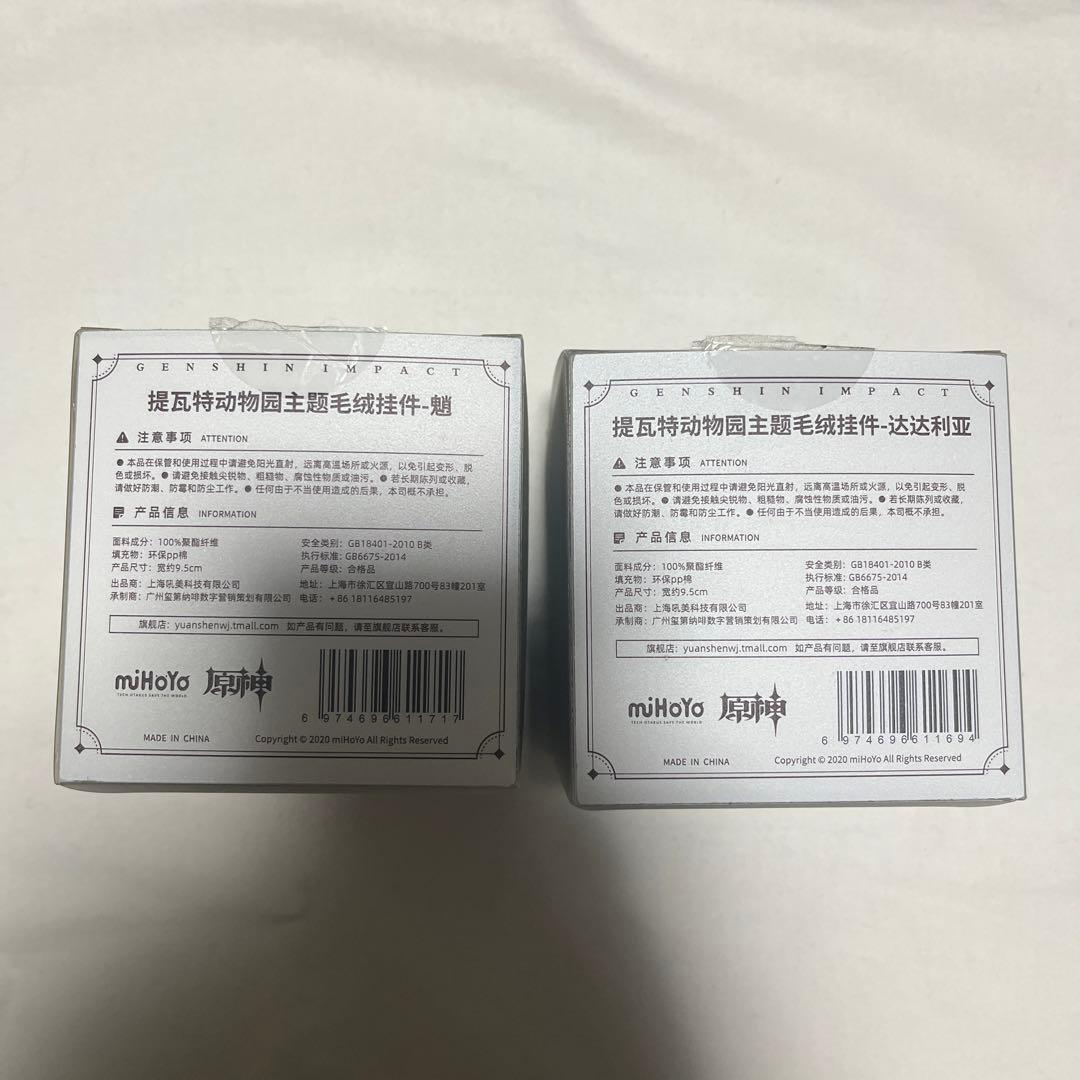 GENSHIN IMPACT
提瓦特动物园主题毛绒挂件-魈
注意事项 ATTENTION
● 本品在保管和使用过程中请避免阳光直射，远离高温场所或火源，以免引起变形、脱
色或损坏。● 请避免接触尖锐物、粗糙物、腐蚀性物质或油污。● 若长期陈列或收藏，
请做好防潮、防霉和防尘工作。● 任何由于不当使用造成的后果，本司概不承担。
产品信息 INFORMATION
面料成分：100%聚酯纤维 安全类别：GB18401-2010 B类
填充物：环保pp棉 执行标准：GB6675-2014
产品尺寸：宽约9.5cm 产品等级：合格品
出品商：上海吼美科技有限公司 地址：上海市徐汇区宜山路700号83幢201室
承制商：广州玺第纳啡数字营销策划有限公司 电话：+86 18116485197
旗舰店：yuanshenwj.tmall.com 如产品有问题，请至旗舰店联系客服。
miHoYo 原神
TECH OTAKUS SAVE THE WORLD
6 974696 611717
MADE IN CHINA Copyright © 2020 miHoYo All Rights Reserved
GENSHIN IMPACT
提瓦特动物园主题毛绒挂件-达达利亚
注意事项 ATTENTION
● 本品在保管和使用过程中请避免阳光直射，远离高温场所或火源，以免引起变形、脱
色或损坏。● 请避免接触尖锐物、粗糙物、腐蚀性物质或油污。● 若长期陈列或收藏，
请做好防潮、防霉和防尘工作。● 任何由于不当使用造成的后果，本司概不承担。
产品信息 INFORMATION
面料成分：100%聚酯纤维 安全类别：GB18401-2010 B类
填充物：环保pp棉 执行标准：GB6675-2014
产品尺寸：宽约9.5cm 产品等级：合格品
出品商：上海吼美科技有限公司 地址：上海市徐汇区宜山路700号83幢201室
承制商：广州玺第纳啡数字营销策划有限公司 电话：+86 18116485197
旗舰店：yuanshenwj.tmall.com 如产品有问题，请至旗舰店联系客服。
miHoYo 原神
TECH OTAKUS SAVE THE WORLD
6 974696 611694
MADE IN CHINA Copyright © 2020 miHoYo All Rights Reserved